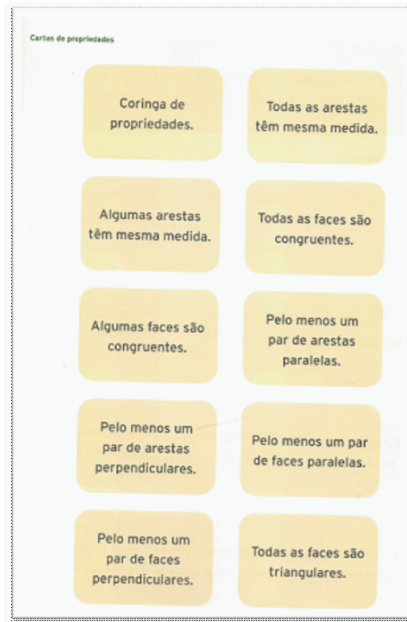 Cartas de propriedades
Coringa de
propriedades.
Todas as arestas
têm mesma medida.
Algumas arestas
têm mesma medida.
Todas as faces são
congruentes.
Algumas faces são
congruentes.
Pelo menos um
par de arestas
paralelas.
Pelo menos um
par de arestas
perpendiculares.
Pelo menos um par
de faces paralelas.
Pelo menos um
par de faces
perpendiculares.
Todas as faces são
triangulares.